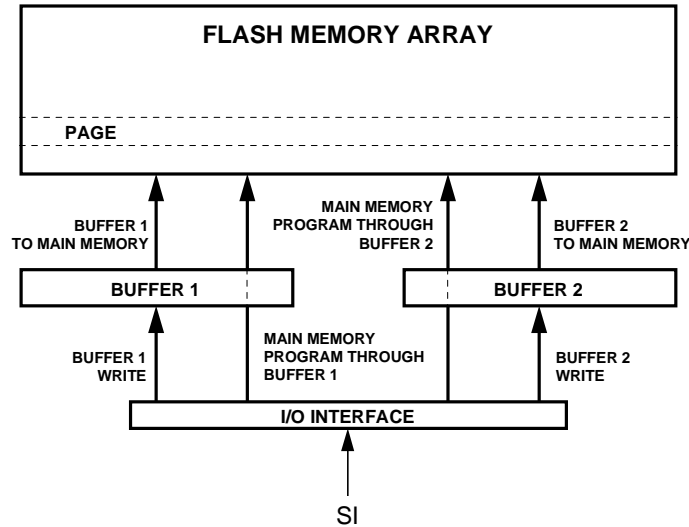 FLASH MEMORY ARRAY
PAGE
BUFFER 1
TO MAIN MEMORY
MAIN MEMORY
PROGRAM THROUGH
BUFFER 2
BUFFER 2
TO MAIN MEMORY
BUFFER 1
BUFFER 2
BUFFER 1
WRITE
MAIN MEMORY
PROGRAM THROUGH
BUFFER 1
BUFFER 2
WRITE
I/O INTERFACE
SI